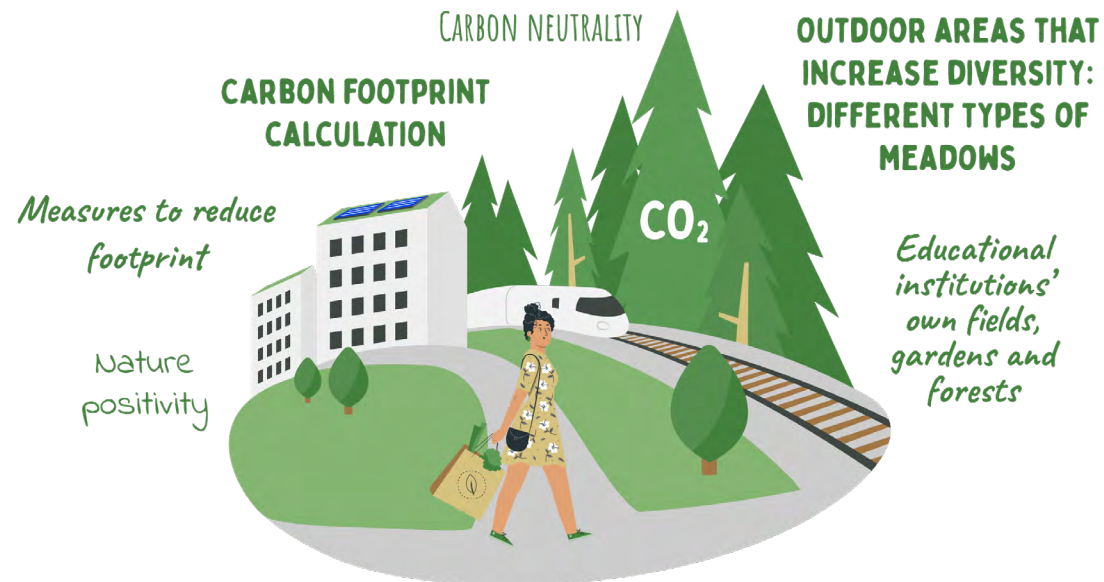 Carbon neutrality
CARBON FOOTPRINT
CALCULATION
OUTDOOR AREAS THAT
INCREASE DIVERSITY:
DIFFERENT TYPES OF
MEADOWS
Measures to reduce
footprint
CO₂
Educational
institutions’
own fields,
gardens and
forests
Nature
positivity